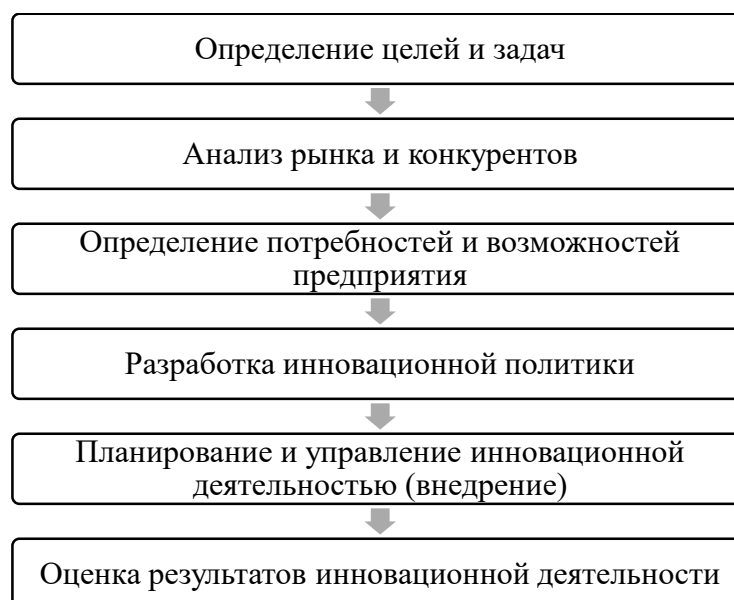 Определение целей и задач
Анализ рынка и конкурентов
Определение потребностей и возможностей
предприятия
Разработка инновационной политики
Планирование и управление инновационной
деятельностью (внедрение)
Оценка результатов инновационной деятельности